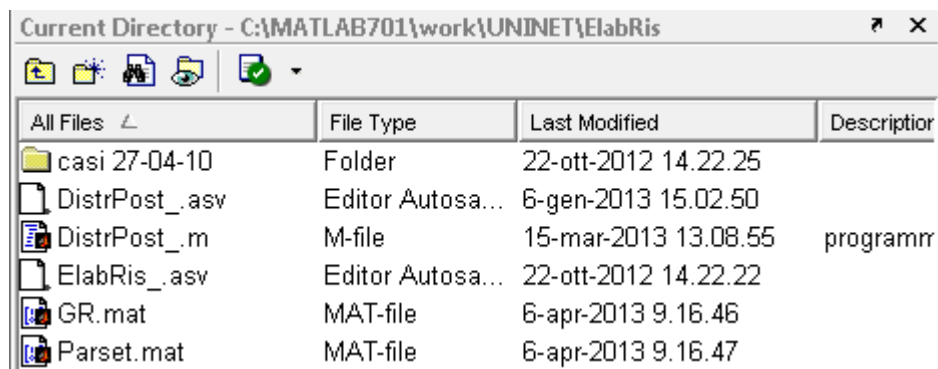 Current Directory - C:\MATLAB701\work\UNINET\ElabRis
All Files File Type Last Modified Description
casi 27-04-10 Folder 22-ott-2012 14.22.25
DistrPost_.asv Editor Autosa... 6-gen-2013 15.02.50
DistrPost_.m M-file 15-mar-2013 13.08.55 programm
ElabRis_.asv Editor Autosa... 22-ott-2012 14.22.22
GR.mat MAT-file 6-apr-2013 9.16.46
Parset.mat MAT-file 6-apr-2013 9.16.47